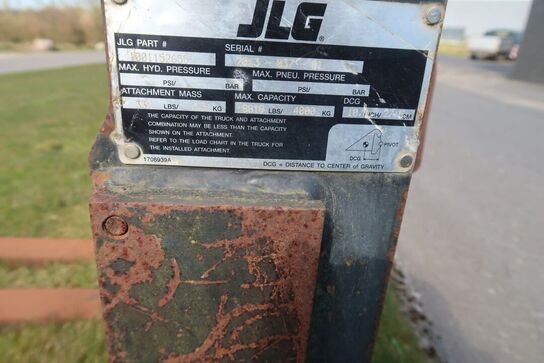 JLG
JLG PART # SERIAL #
MAX. HYD. PRESSURE MAX. PNEU. PRESSURE
PSI/ BAR PSI/ BAR
ATTACHMENT MASS MAX. CAPACITY DCG
LBS/ KG LBS/ KG INCH/ CM
THE CAPACITY OF THE TRUCK AND ATTACHMENT
COMBINATION MAY BE LESS THAN THE CAPACITY
SHOWN ON THE ATTACHMENT.
REFER TO THE LOAD CHART IN THE TRUCK FOR
THE INSTALLED ATTACHMENT.
PIVOT
DCG
1706939A DCG = DISTANCE TO CENTER of GRAVITY